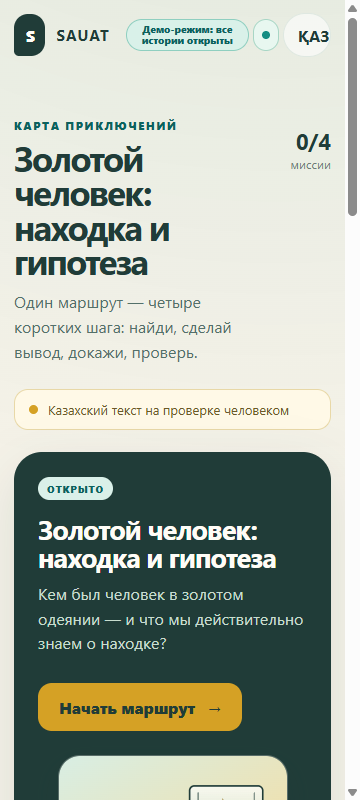 S
SAUAT
Демо-режим: все
истории открыты
ҚАЗ
КАРТА ПРИКЛЮЧЕНИЙ
Золотой
человек:
находка и
гипотеза
0/4
миссии
Один маршрут — четыре
коротких шага: найди, сделай
вывод, докажи, проверь.
Казахский текст на проверке человеком
ОТКРЫТО
Золотой человек:
находка и гипотеза
Кем был человек в золотом
одеянии — и что мы действительно
знаем о находке?
Начать маршрут →